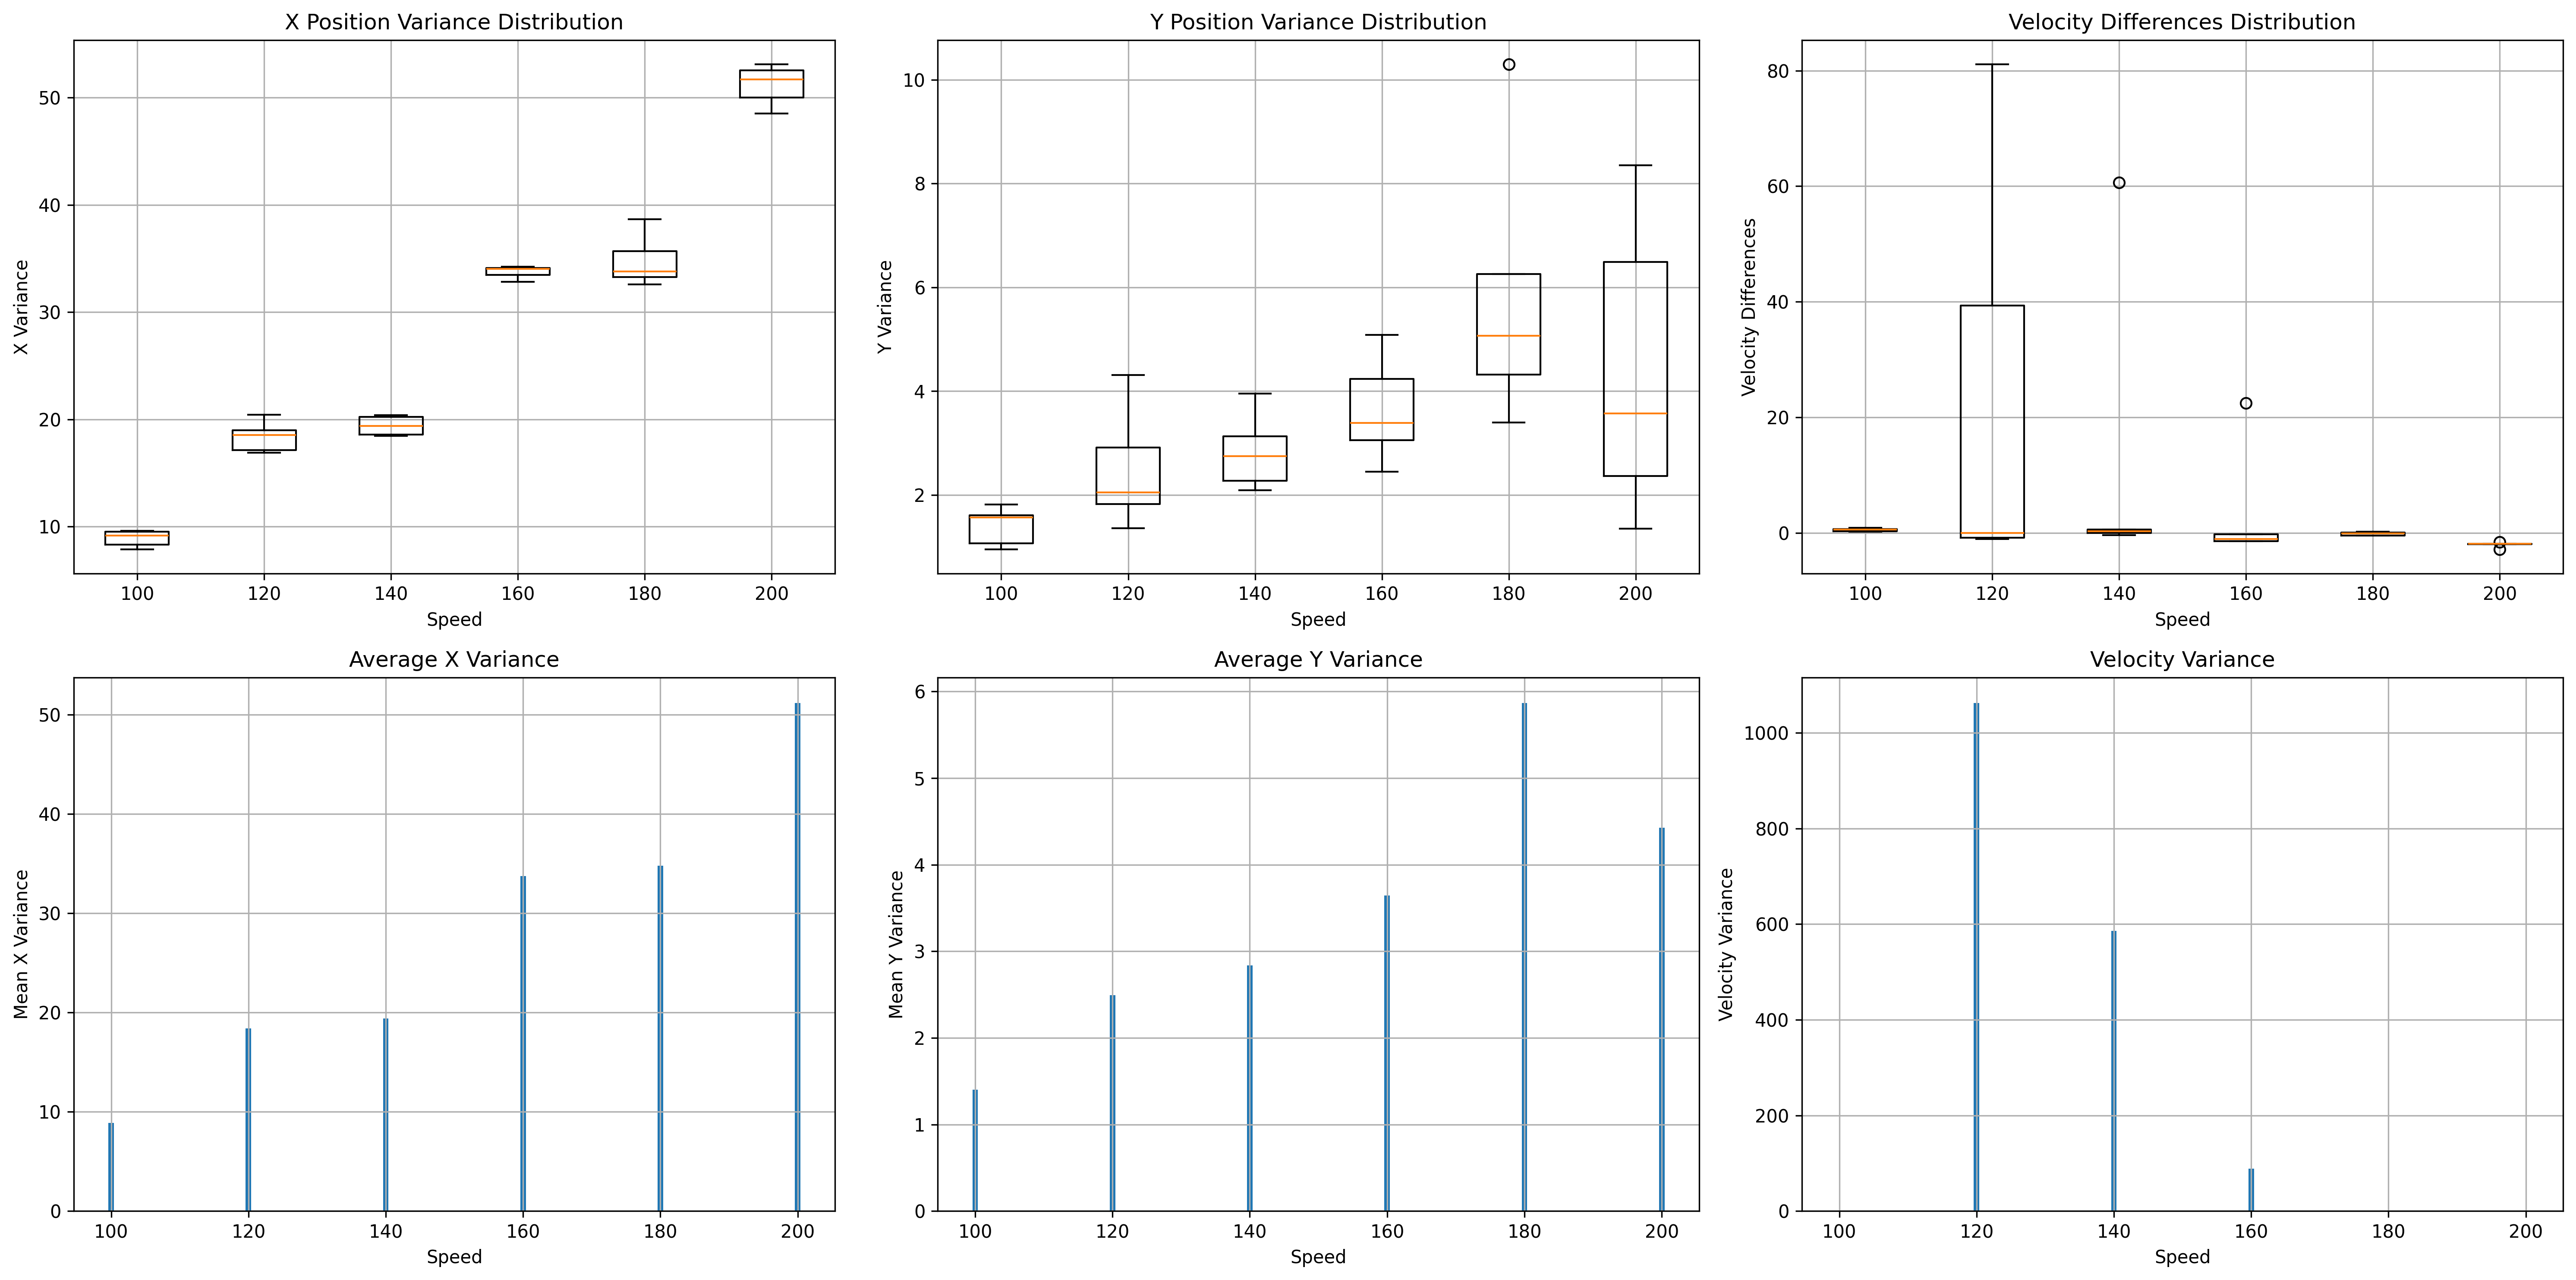 X Position Variance Distribution
X Variance
50
40
30
20
10
100 120 140 160 180 200
Speed
Y Position Variance Distribution
Y Variance
10
8
6
4
2
100 120 140 160 180 200
Speed
Velocity Differences Distribution
Velocity Differences
80
60
40
20
0
100 120 140 160 180 200
Speed
Average X Variance
Mean X Variance
50
40
30
20
10
0
100 120 140 160 180 200
Speed
Average Y Variance
Mean Y Variance
6
5
4
3
2
1
0
100 120 140 160 180 200
Speed
Velocity Variance
Velocity Variance
1000
800
600
400
200
0
100 120 140 160 180 200
Speed